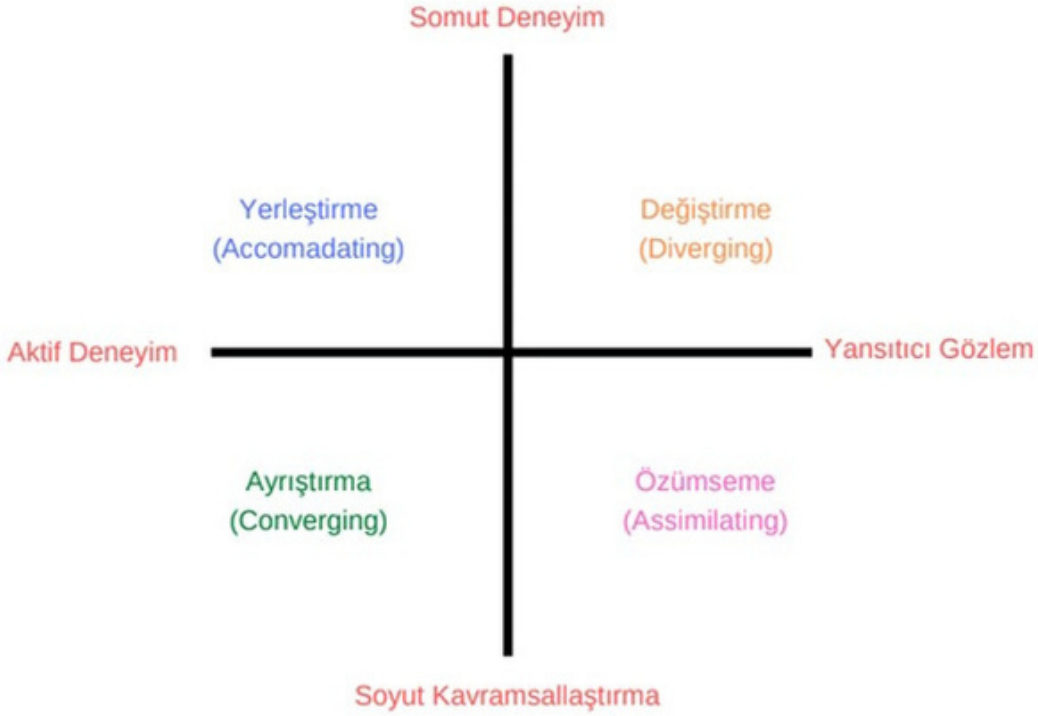 Somut Deneyim
Yerleştirme
(Accomadating)
Değiştirme
(Diverging)
Aktif Deneyim
Yansıtıcı Gözlem
Ayrıştırma
(Converging)
Özümseme
(Assimilating)
Soyut Kavramsallaştırma